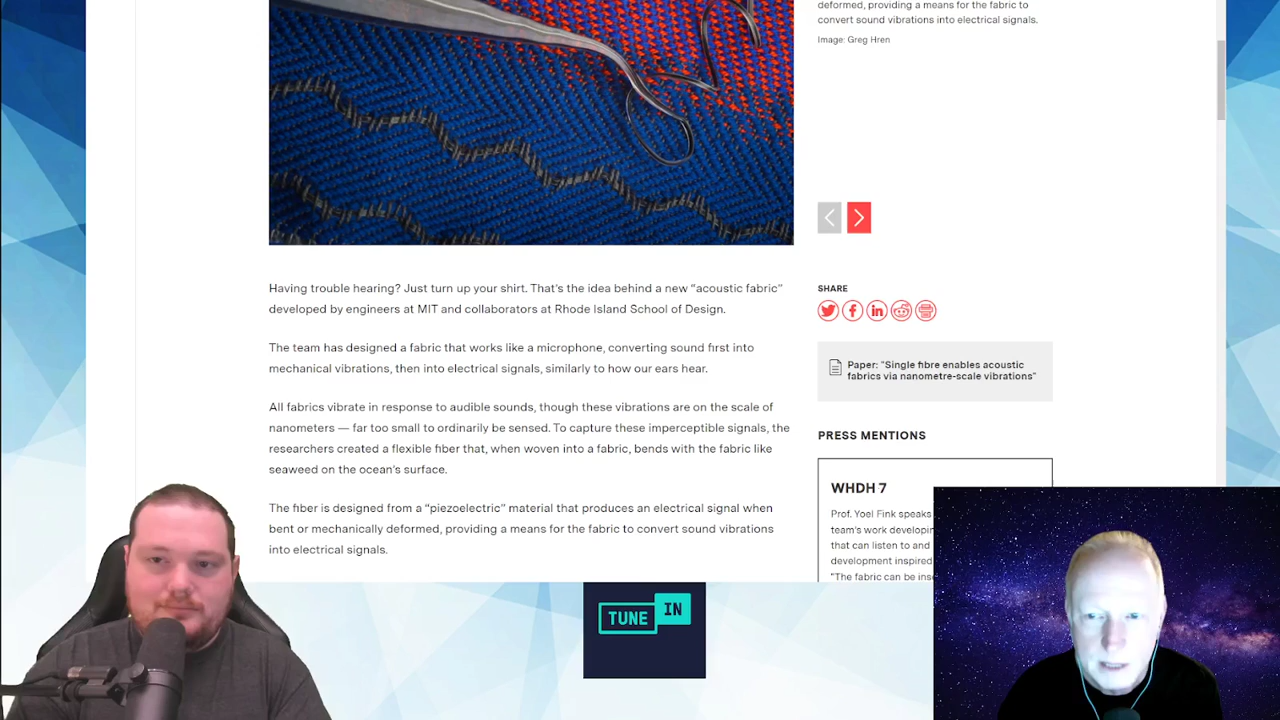 deformed, providing a means for the fabric to
convert sound vibrations into electrical signals.
Image: Greg Hren
Having trouble hearing? Just turn up your shirt. That's the idea behind a new “acoustic fabric”
developed by engineers at MIT and collaborators at Rhode Island School of Design.
The team has designed a fabric that works like a microphone, converting sound first into
mechanical vibrations, then into electrical signals, similarly to how our ears hear.
All fabrics vibrate in response to audible sounds, though these vibrations are on the scale of
nanometers — far too small to ordinarily be sensed. To capture these imperceptible signals, the
researchers created a flexible fiber that, when woven into a fabric, bends with the fabric like
seaweed on the ocean's surface.
The fiber is designed from a “piezoelectric” material that produces an electrical signal when
bent or mechanically deformed, providing a means for the fabric to convert sound vibrations
into electrical signals.
SHARE
Paper: "Single fibre enables acoustic
fabrics via nanometre-scale vibrations"
PRESS MENTIONS
WHDH 7
Prof. Yoel Fink speaks
team's work developin
that can listen to and
development inspired
"The fabric can be ins
TUNE IN